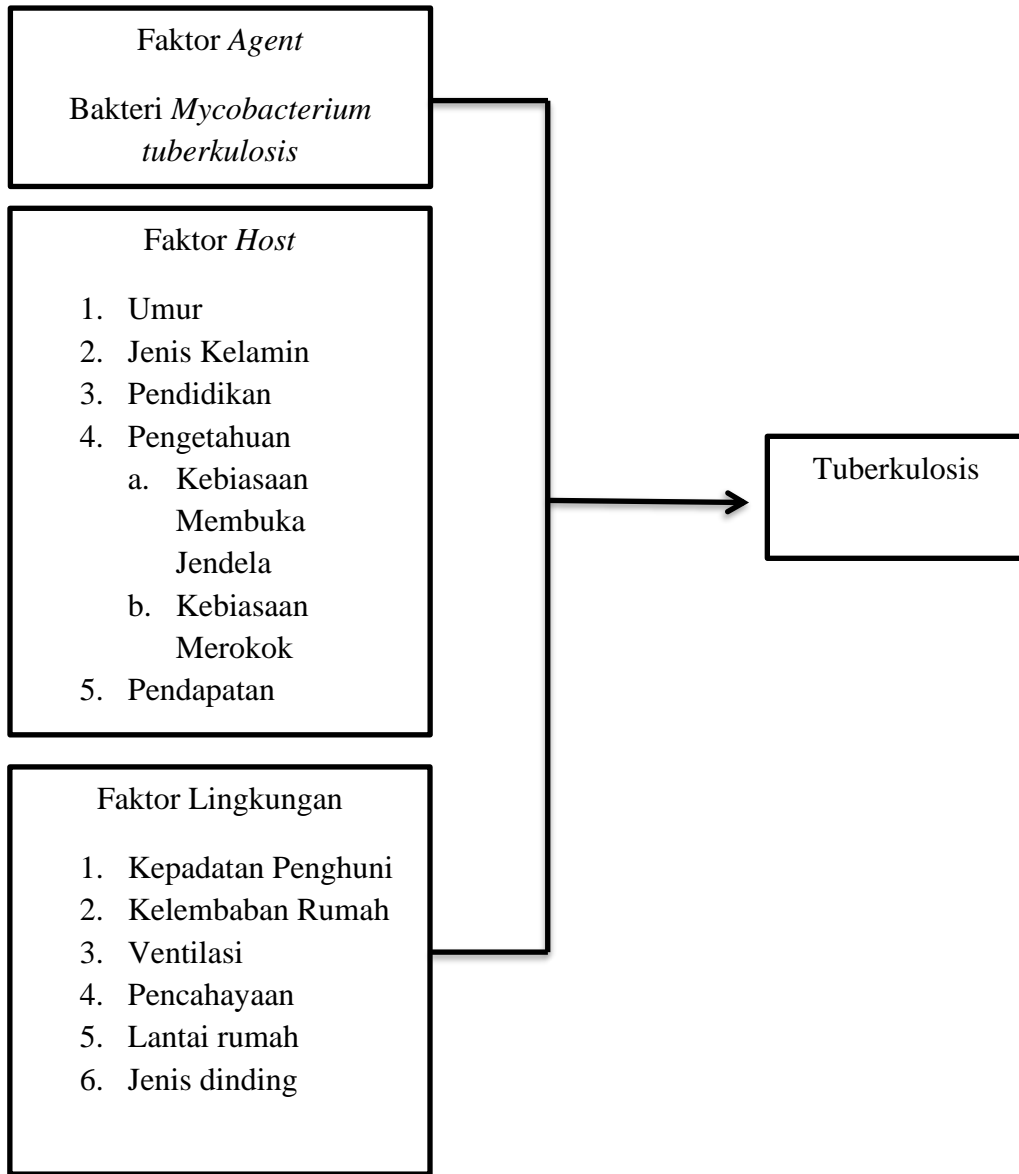 Faktor Agent
Bakteri Mycobacterium
tuberkulosis
Faktor Host
1. Umur
2. Jenis Kelamin
3. Pendidikan
4. Pengetahuan
a. Kebiasaan
Membuka
Jendela
b. Kebiasaan
Merokok
5. Pendapatan
Faktor Lingkungan
1. Kepadatan Penghuni
2. Kelembaban Rumah
3. Ventilasi
4. Pencahayaan
5. Lantai rumah
6. Jenis dinding
Tuberkulosis